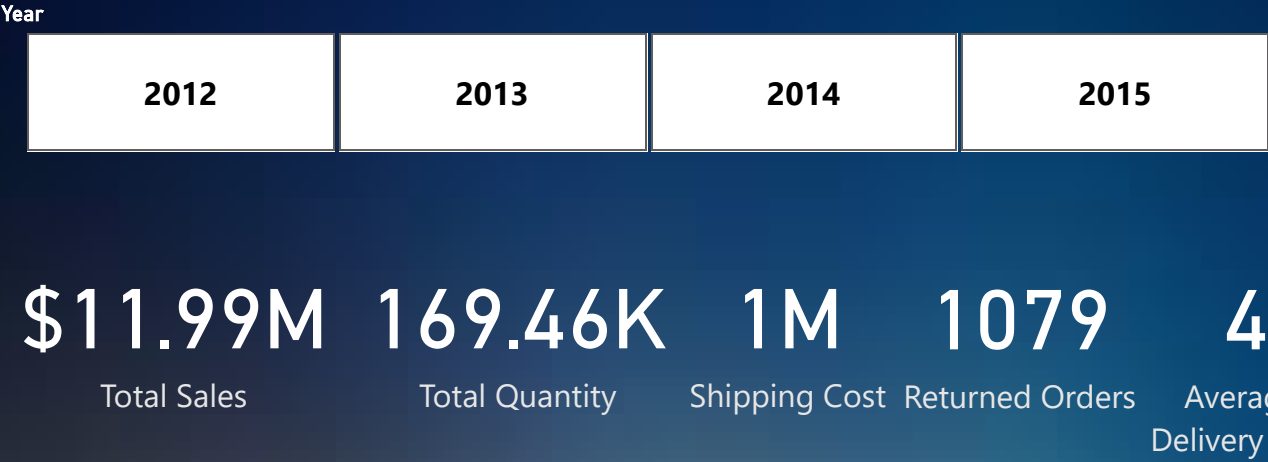 Year
2012 2013 2014 2015
$11.99M 169.46K 1M 1079 4
Total Sales Total Quantity Shipping Cost Returned Orders
Delivery